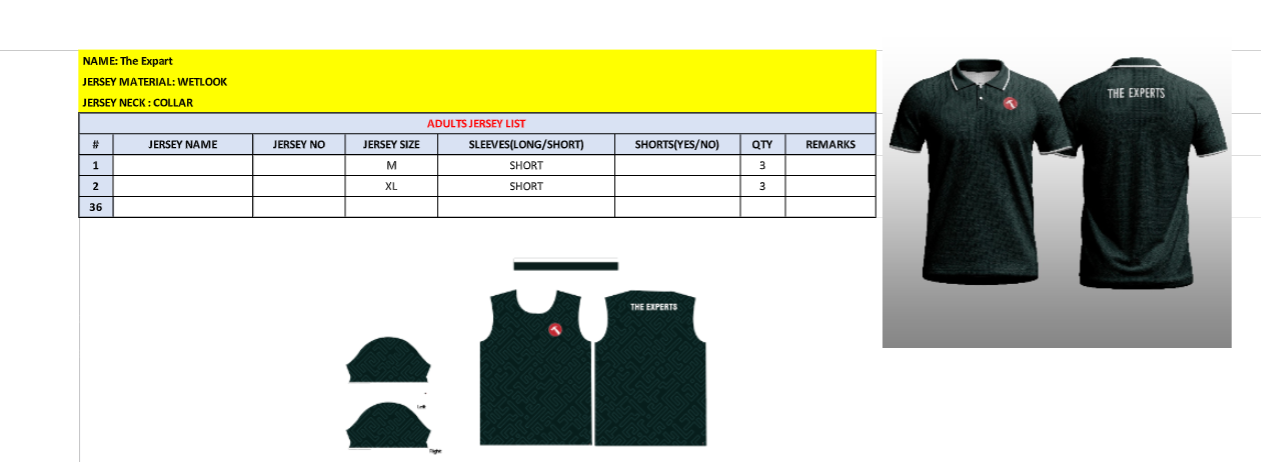 NAME: The Expart
JERSEY MATERIAL: WETLOOK
JERSEY NECK : COLLAR
ADULTS JERSEY LIST
# JERSEY NAME JERSEY NO JERSEY SIZE SLEEVES(LONG/SHORT) SHORTS(YES/NO) QTY REMARKS
1 M SHORT 3
2 XL SHORT 3
36
THE EXPERTS
THE EXPERTS
Left
Right